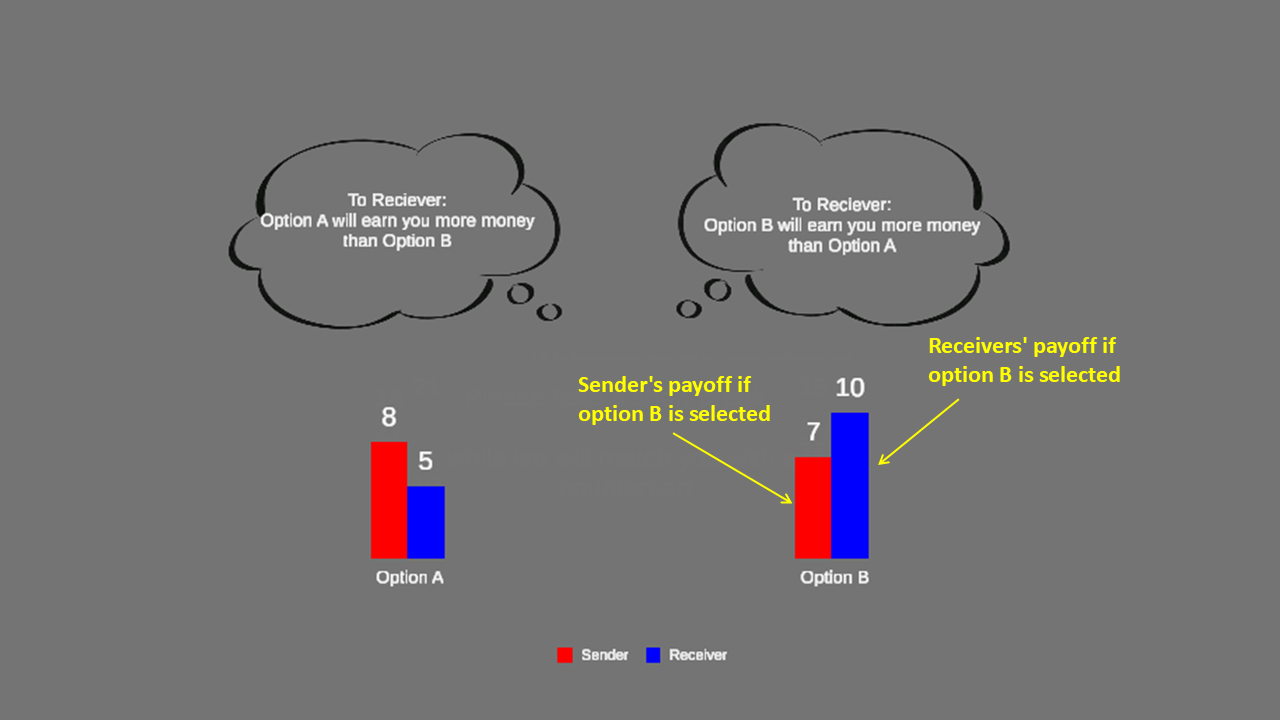 To Reciever:
Option A will earn you more money
than Option B
To Reciever:
Option B will earn you more money
than Option A
Receivers' payoff if
option B is selected
Sender's payoff if
option B is selected
8
5
7
10
Option A
Option B
Sender
Receiver